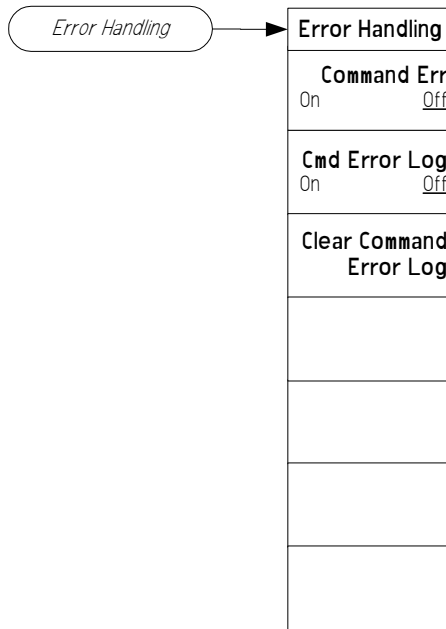 Error Handling
Error Handling
Command Err
On Off
Cmd Error Log
On Off
Clear Command
Error Log